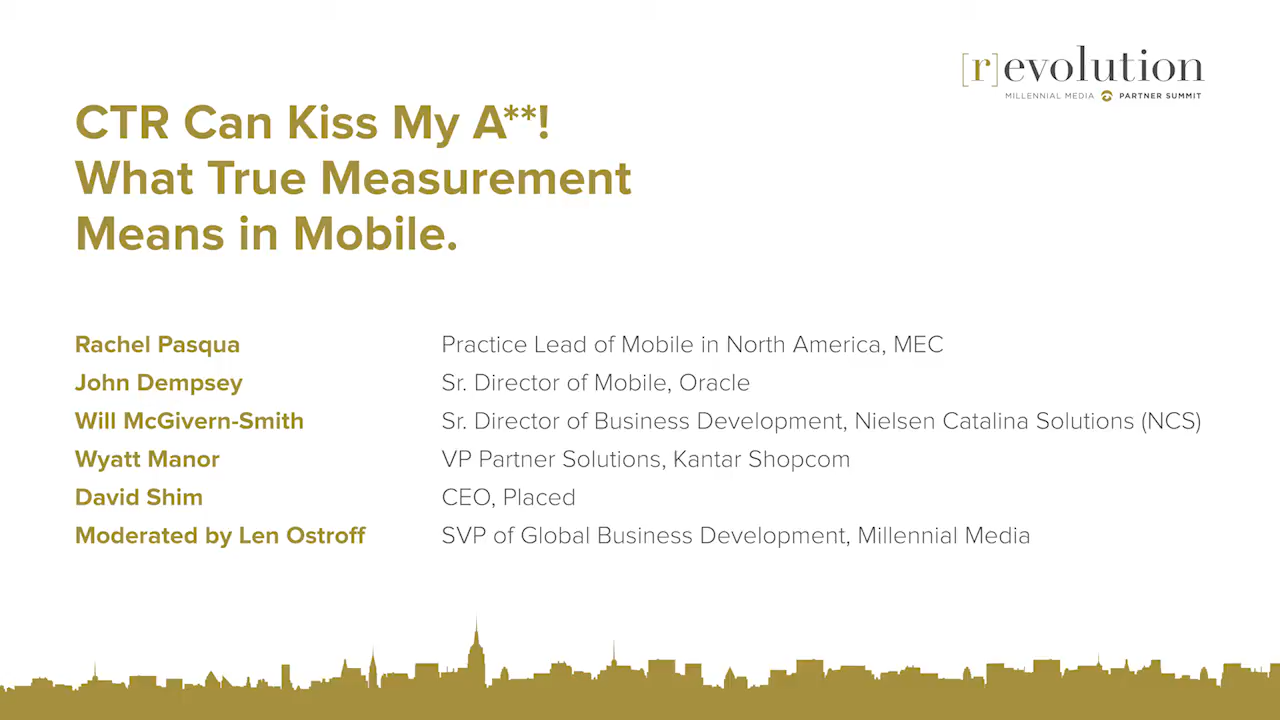 [r]evolution
MILLENNIAL MEDIA PARTNER SUMMIT
CTR Can Kiss My A**!
What True Measurement
Means in Mobile.
Rachel Pasqua Practice Lead of Mobile in North America, MEC
John Dempsey Sr. Director of Mobile, Oracle
Will McGivern-Smith Sr. Director of Business Development, Nielsen Catalina Solutions (NCS)
Wyatt Manor VP Partner Solutions, Kantar Shopcom
David Shim CEO, Placed
Moderated by Len Ostroff SVP of Global Business Development, Millennial Media